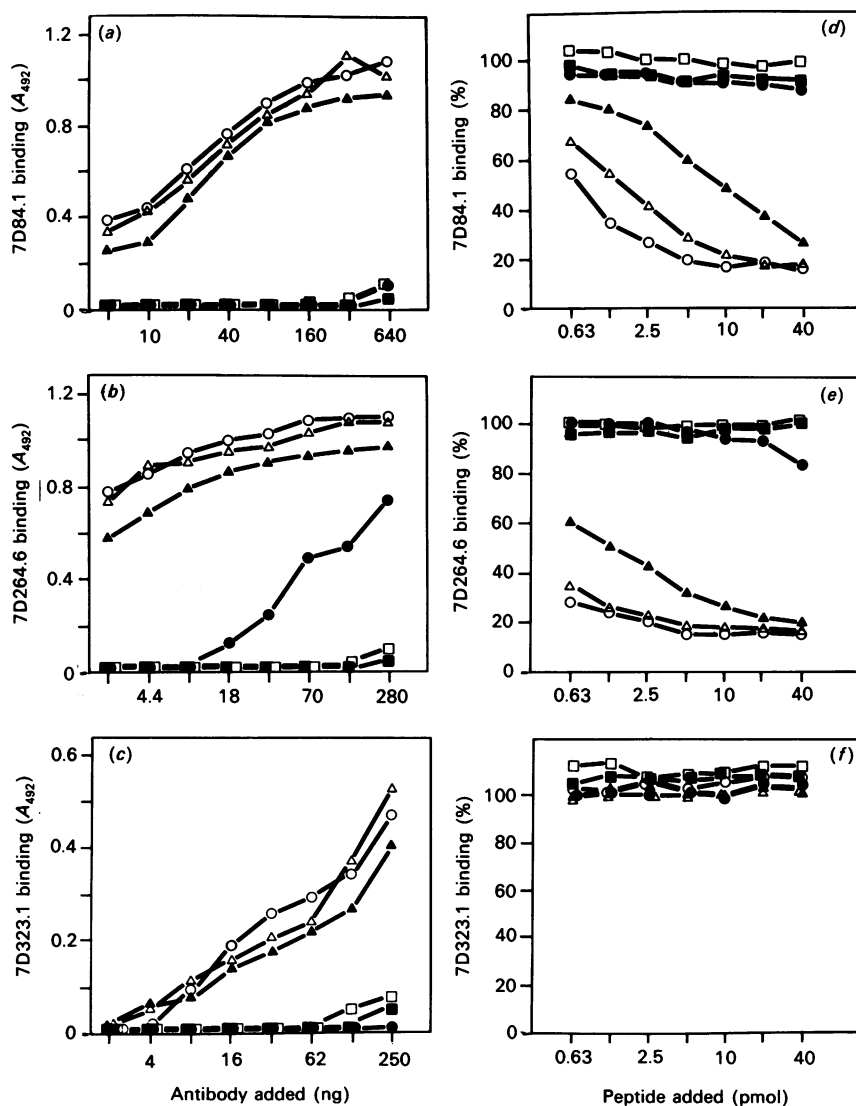 (a)
7D84.1 binding (A492)
1.2
0.8
0.4
0
10 40 160 640
(d)
7D84.1 binding (%)
100
80
60
40
20
0
0.63 2.5 10 40
(b)
7D264.6 binding (A492)
1.2
0.8
0.4
0
4.4 18 70 280
(e)
7D264.6 binding (%)
100
80
60
40
20
0
0.63 2.5 10 40
(c)
7D323.1 binding (A492)
0.6
0.4
0.2
0
4 16 62 250
Antibody added (ng)
(f)
7D323.1 binding (%)
100
80
60
40
20
0
0.63 2.5 10 40
Peptide added (pmol)